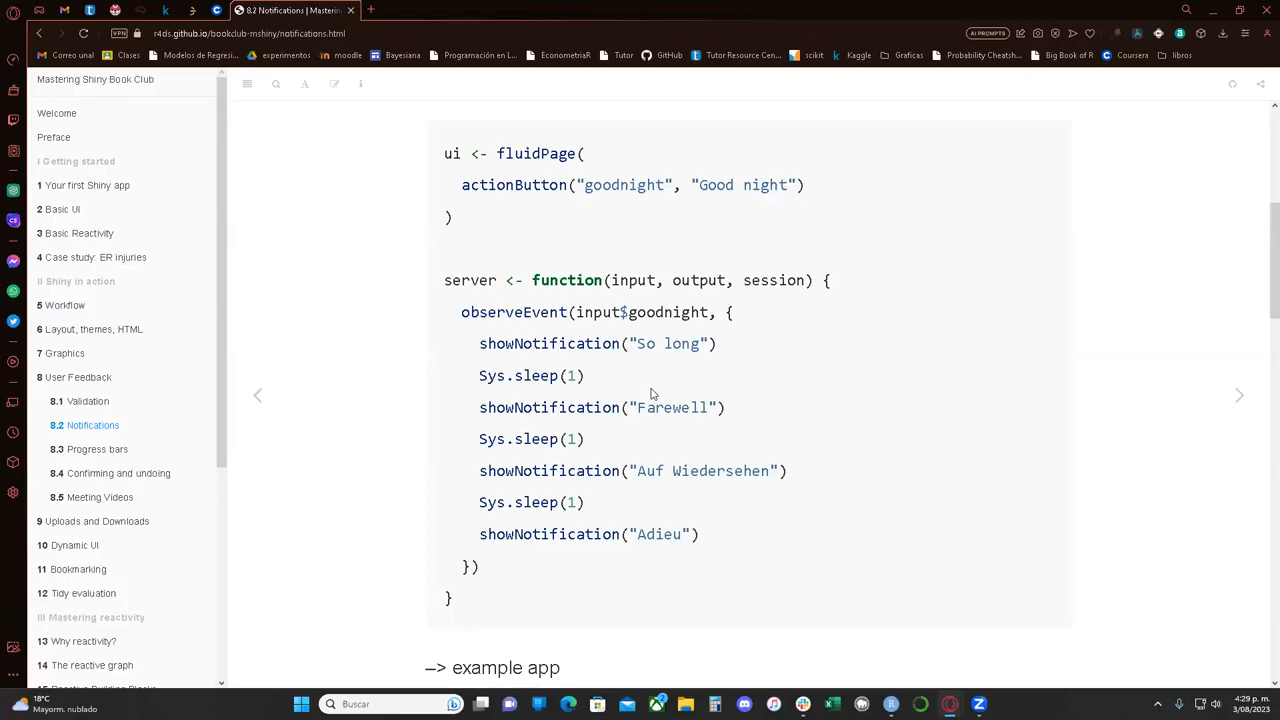 8.2 Notifications | Mastering
VPN
r4ds.github.io/bookclub-mshiny/notifications.html
AI PROMPTS
Correo unal
Clases
Modelos de Regresi...
experimentos
moodle
Bayesiana
Programación en L...
EconometriaR
Tutor
GitHub
Tutor Resource Cen...
scikit
Kaggle
Graficas
Probability Cheatsh...
Big Book of R
Coursera
libros
Mastering Shiny Book Club
Welcome
Preface
I Getting started
1 Your first Shiny app
2 Basic UI
3 Basic Reactivity
4 Case study: ER injuries
II Shiny in action
5 Workflow
6 Layout, themes, HTML
7 Graphics
8 User Feedback
8.1 Validation
8.2 Notifications
8.3 Progress bars
8.4 Confirming and undoing
8.5 Meeting Videos
9 Uploads and Downloads
10 Dynamic UI
11 Bookmarking
12 Tidy evaluation
III Mastering reactivity
13 Why reactivity?
14 The reactive graph
ui <- fluidPage(
actionButton("goodnight", "Good night")
)
server <- function(input, output, session) {
observeEvent(input$goodnight, {
showNotification("So long")
Sys.sleep(1)
showNotification("Farewell")
Sys.sleep(1)
showNotification("Auf Wiedersehen")
Sys.sleep(1)
showNotification("Adieu")
})
}
–> example app
18°C
Mayorm. nublado
Buscar
4:29 p. m.
3/08/2023